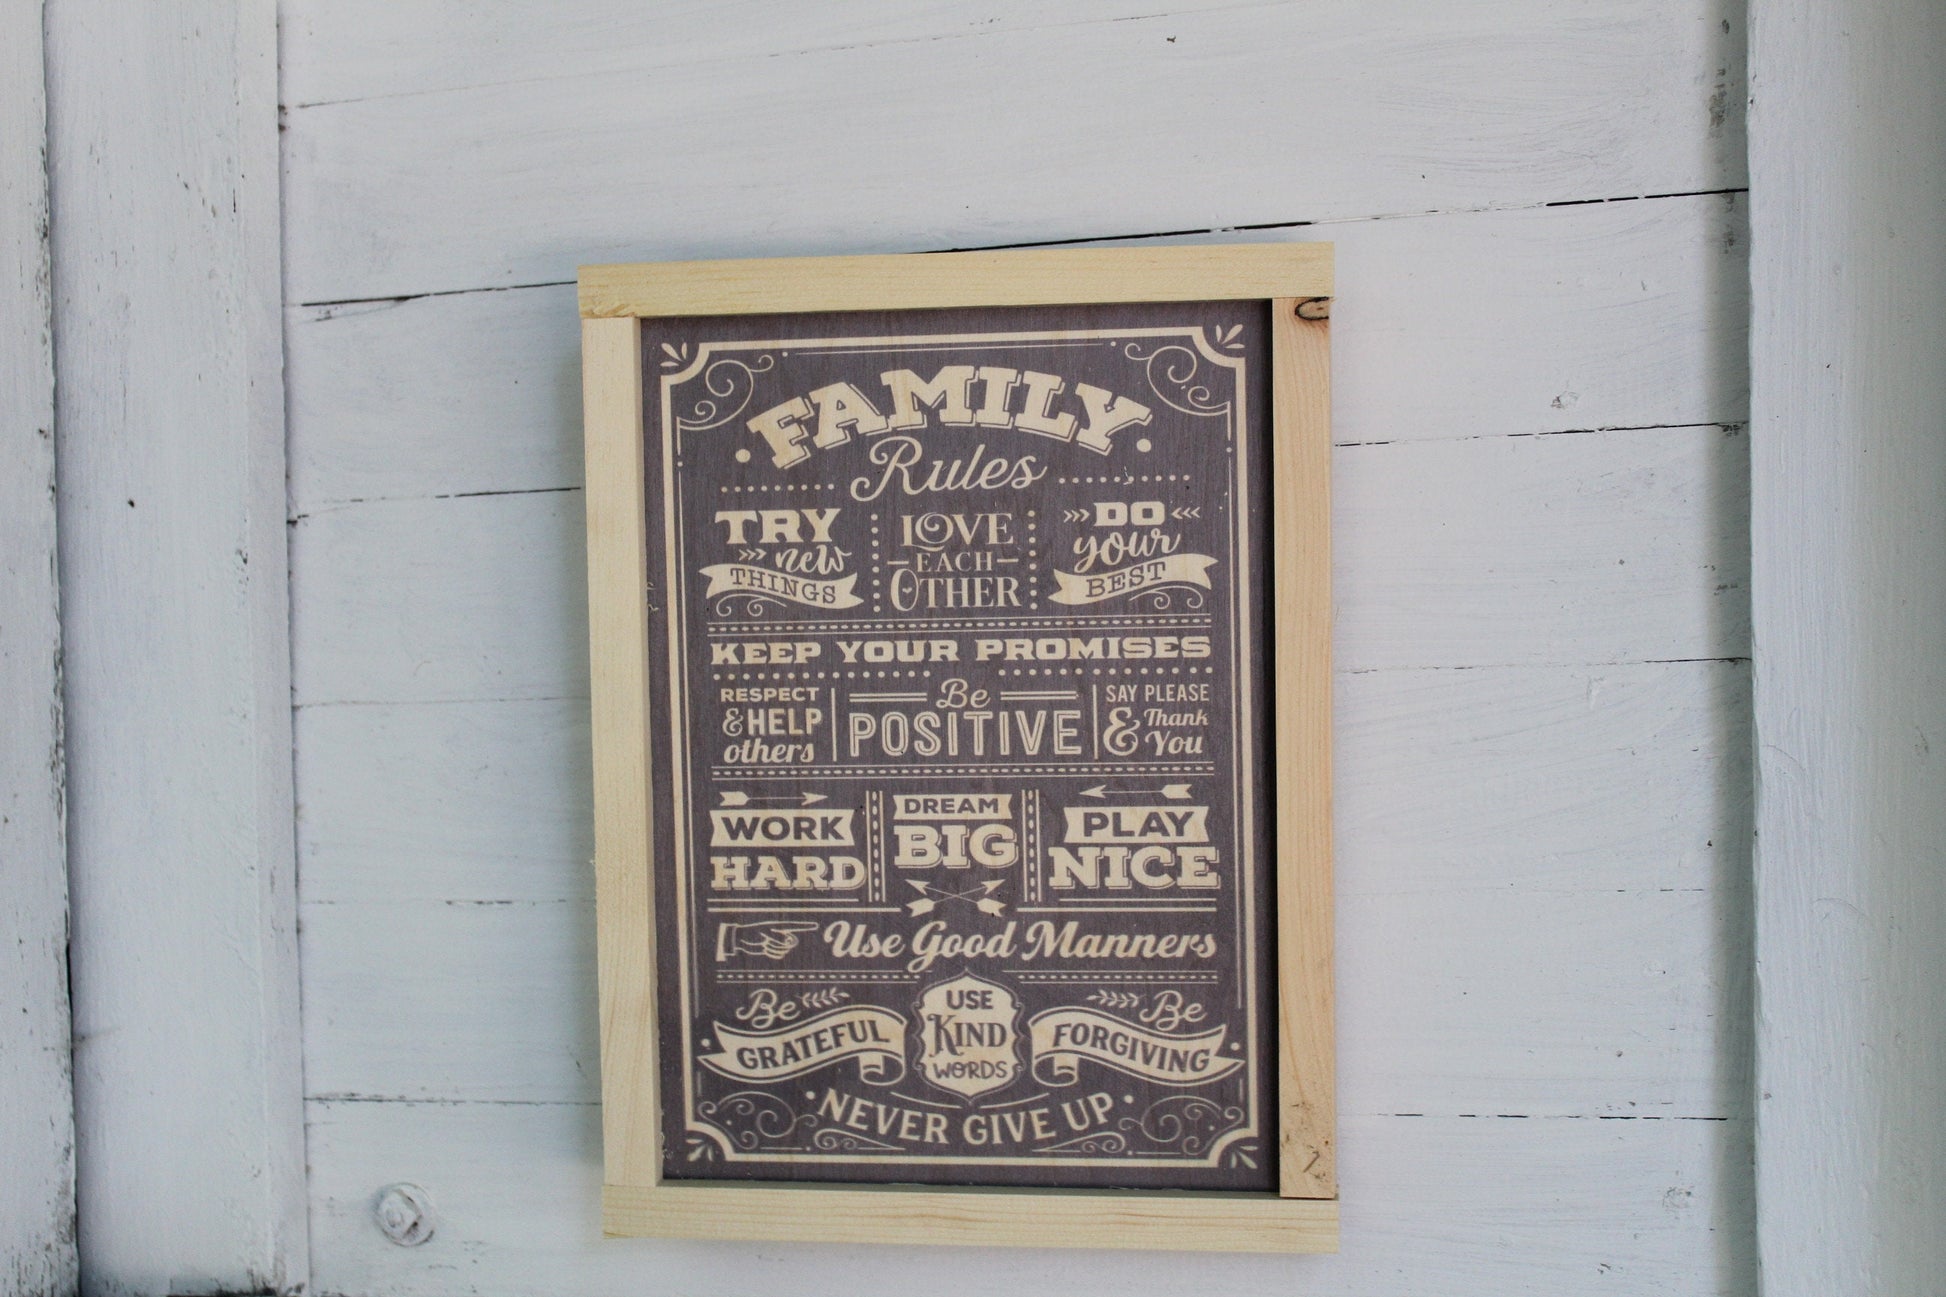 FAMILY
Rules
TRY
new
THINGS
LOVE
EACH
OTHER
DO
your
BEST
KEEP YOUR PROMISES
RESPECT
& HELP
others
Be
POSITIVE
SAY PLEASE
& Thank
You
WORK
HARD
DREAM
BIG
PLAY
NICE
Use Good Manners
Be
GRATEFUL
USE
KIND
WORDS
Be
FORGIVING
NEVER GIVE UP